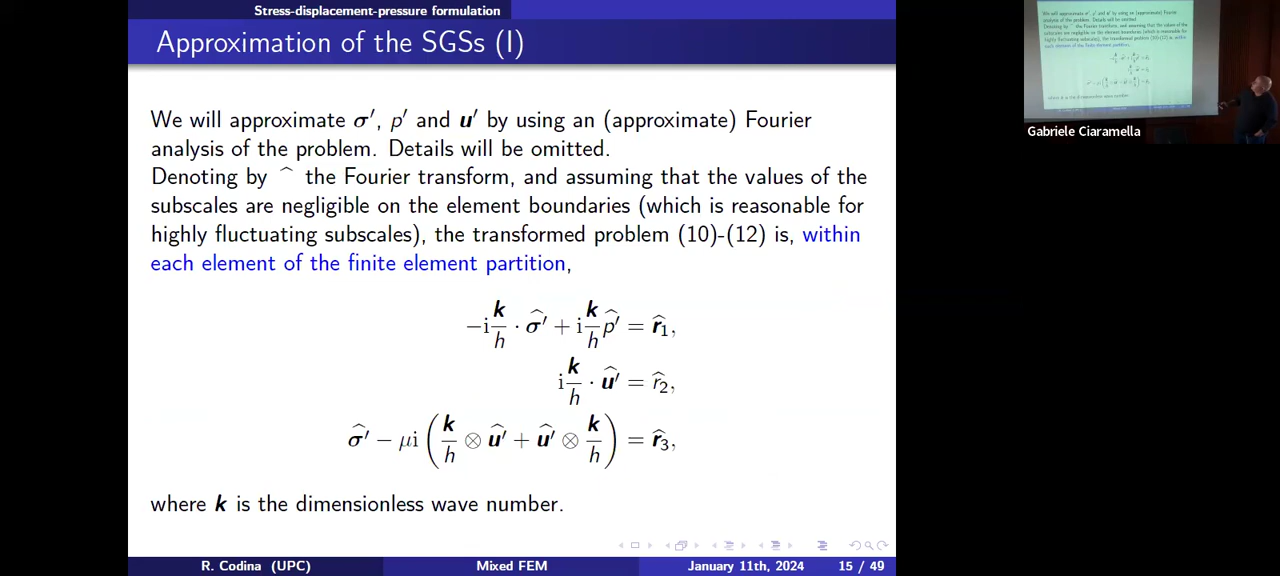 Stress-displacement-pressure formulation
Approximation of the SGSs (I)
We will approximate σ′, p′ and u′ by using an (approximate) Fourier
analysis of the problem. Details will be omitted.
Denoting by ⌢ the Fourier transform, and assuming that the values of the
subscales are negligible on the element boundaries (which is reasonable for
highly fluctuating subscales), the transformed problem (10)-(12) is, within
each element of the finite element partition,
−i k/h · σ̂′ + i k/h p̂′ = r̂₁,
i k/h · û′ = r̂₂,
σ̂′ − μi ( k/h ⊗ û′ + û′ ⊗ k/h ) = r̂₃,
where k is the dimensionless wave number.
R. Codina (UPC) Mixed FEM January 11th, 2024 15 / 49
Gabriele Ciaramella